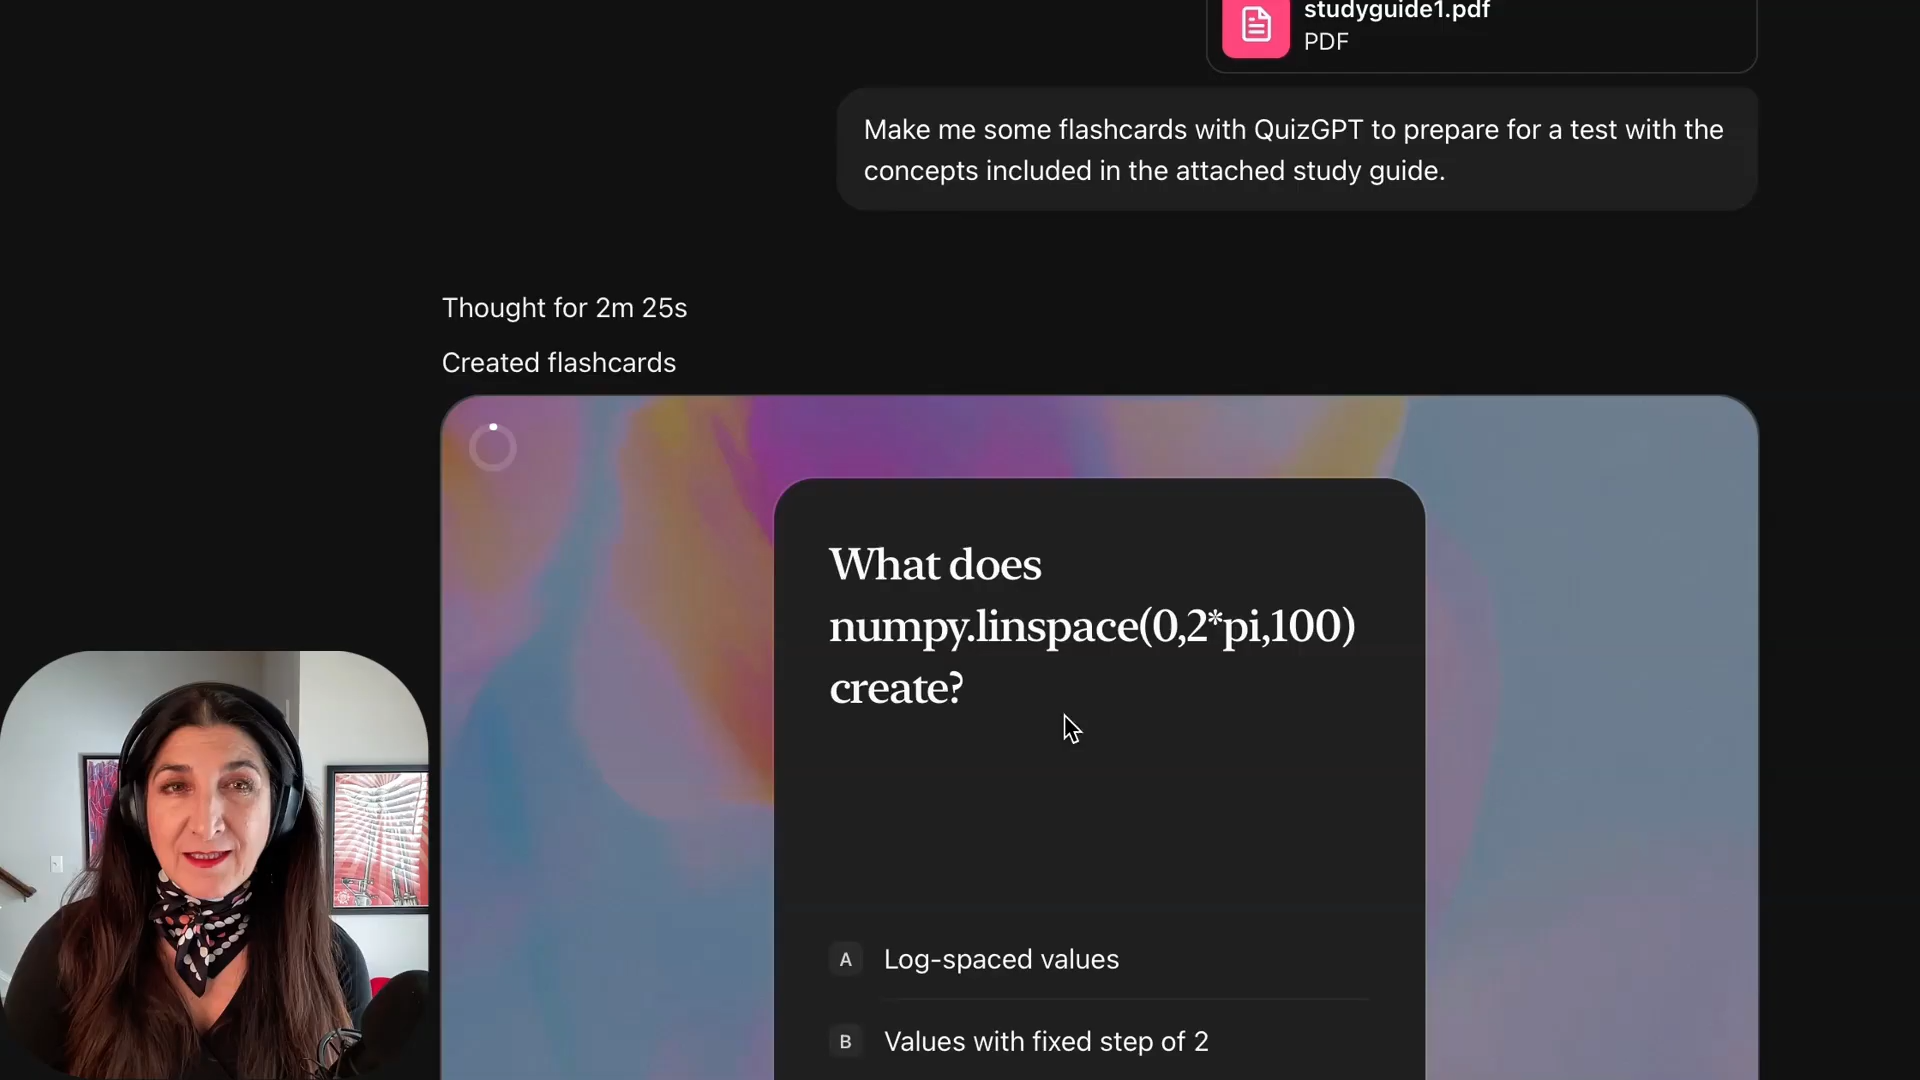 studyguide1.pdf
PDF
Make me some flashcards with QuizGPT to prepare for a test with the
concepts included in the attached study guide.
Thought for 2m 25s
Created flashcards
What does
numpy.linspace(0,2*pi,100)
create?
A Log-spaced values
B Values with fixed step of 2